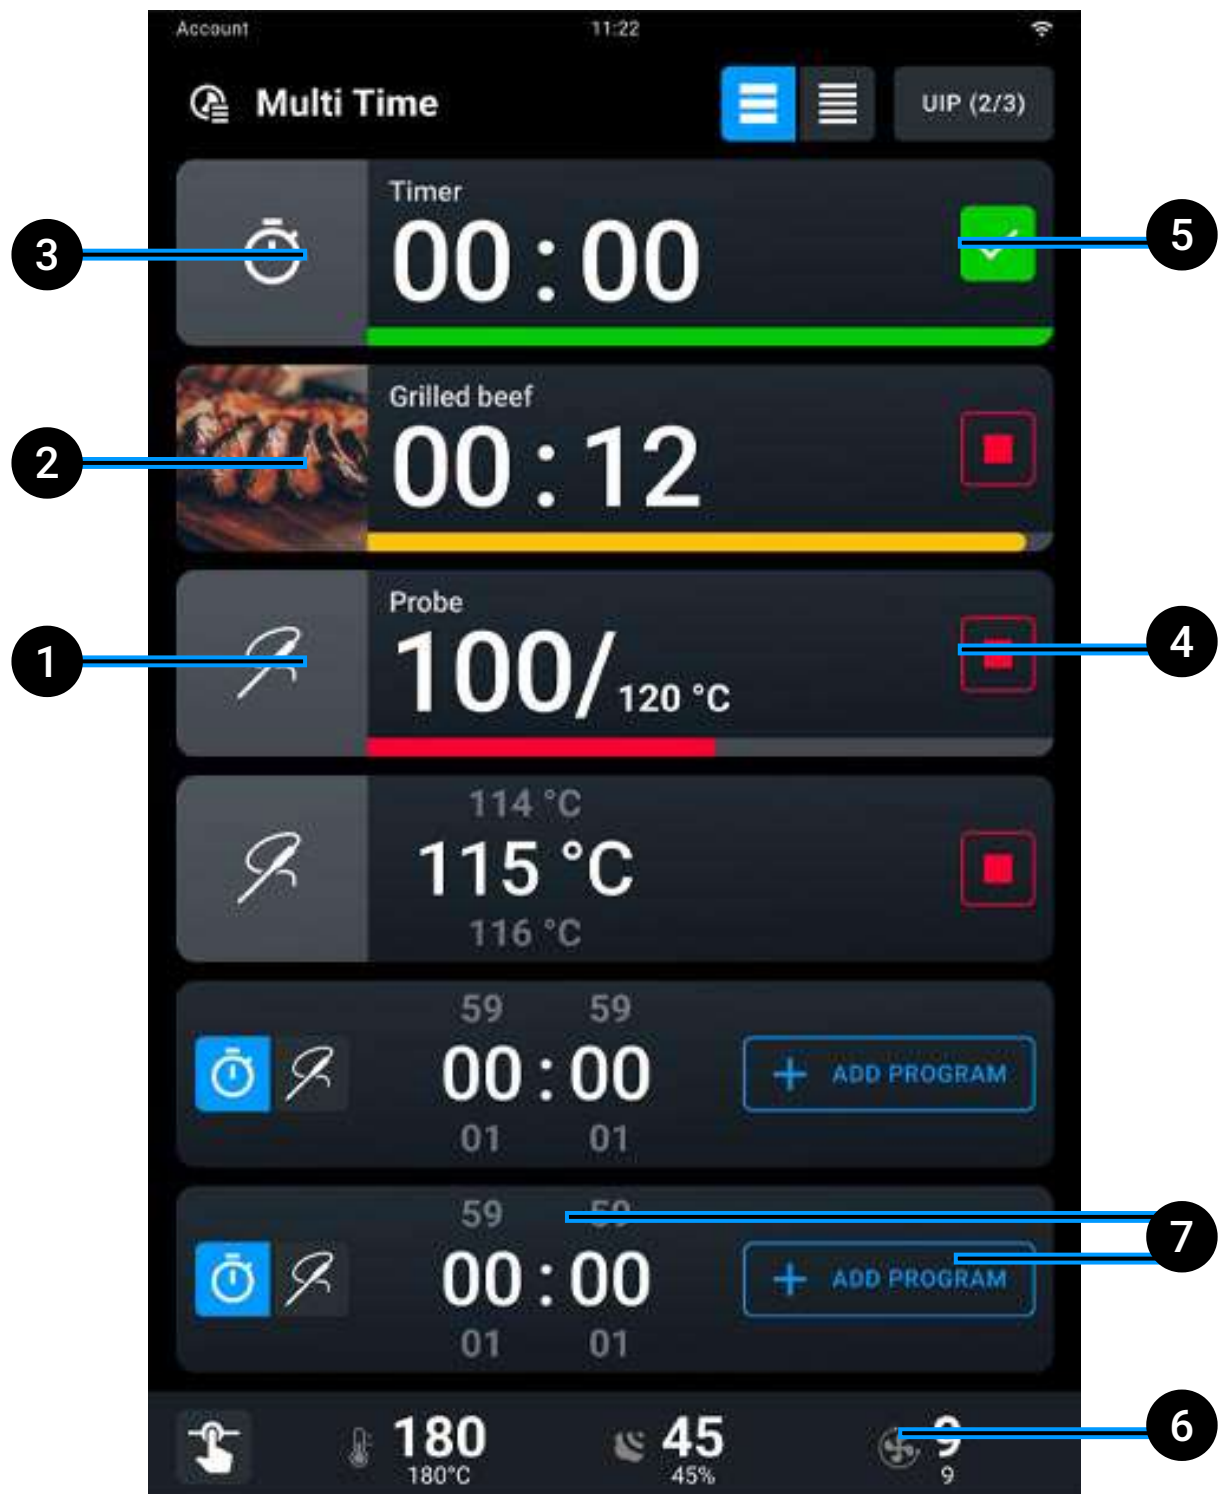 Account 11:22
Multi Time UIP (2/3)
Timer
00:00
3
5
Grilled beef
00:12
2
Probe
100/120 °C
1
4
114 °C
115 °C
116 °C
59 59
00:00
01 01
+ ADD PROGRAM
59 59
00:00
01 01
+ ADD PROGRAM
7
180
180°C
45
45%
9
9
6